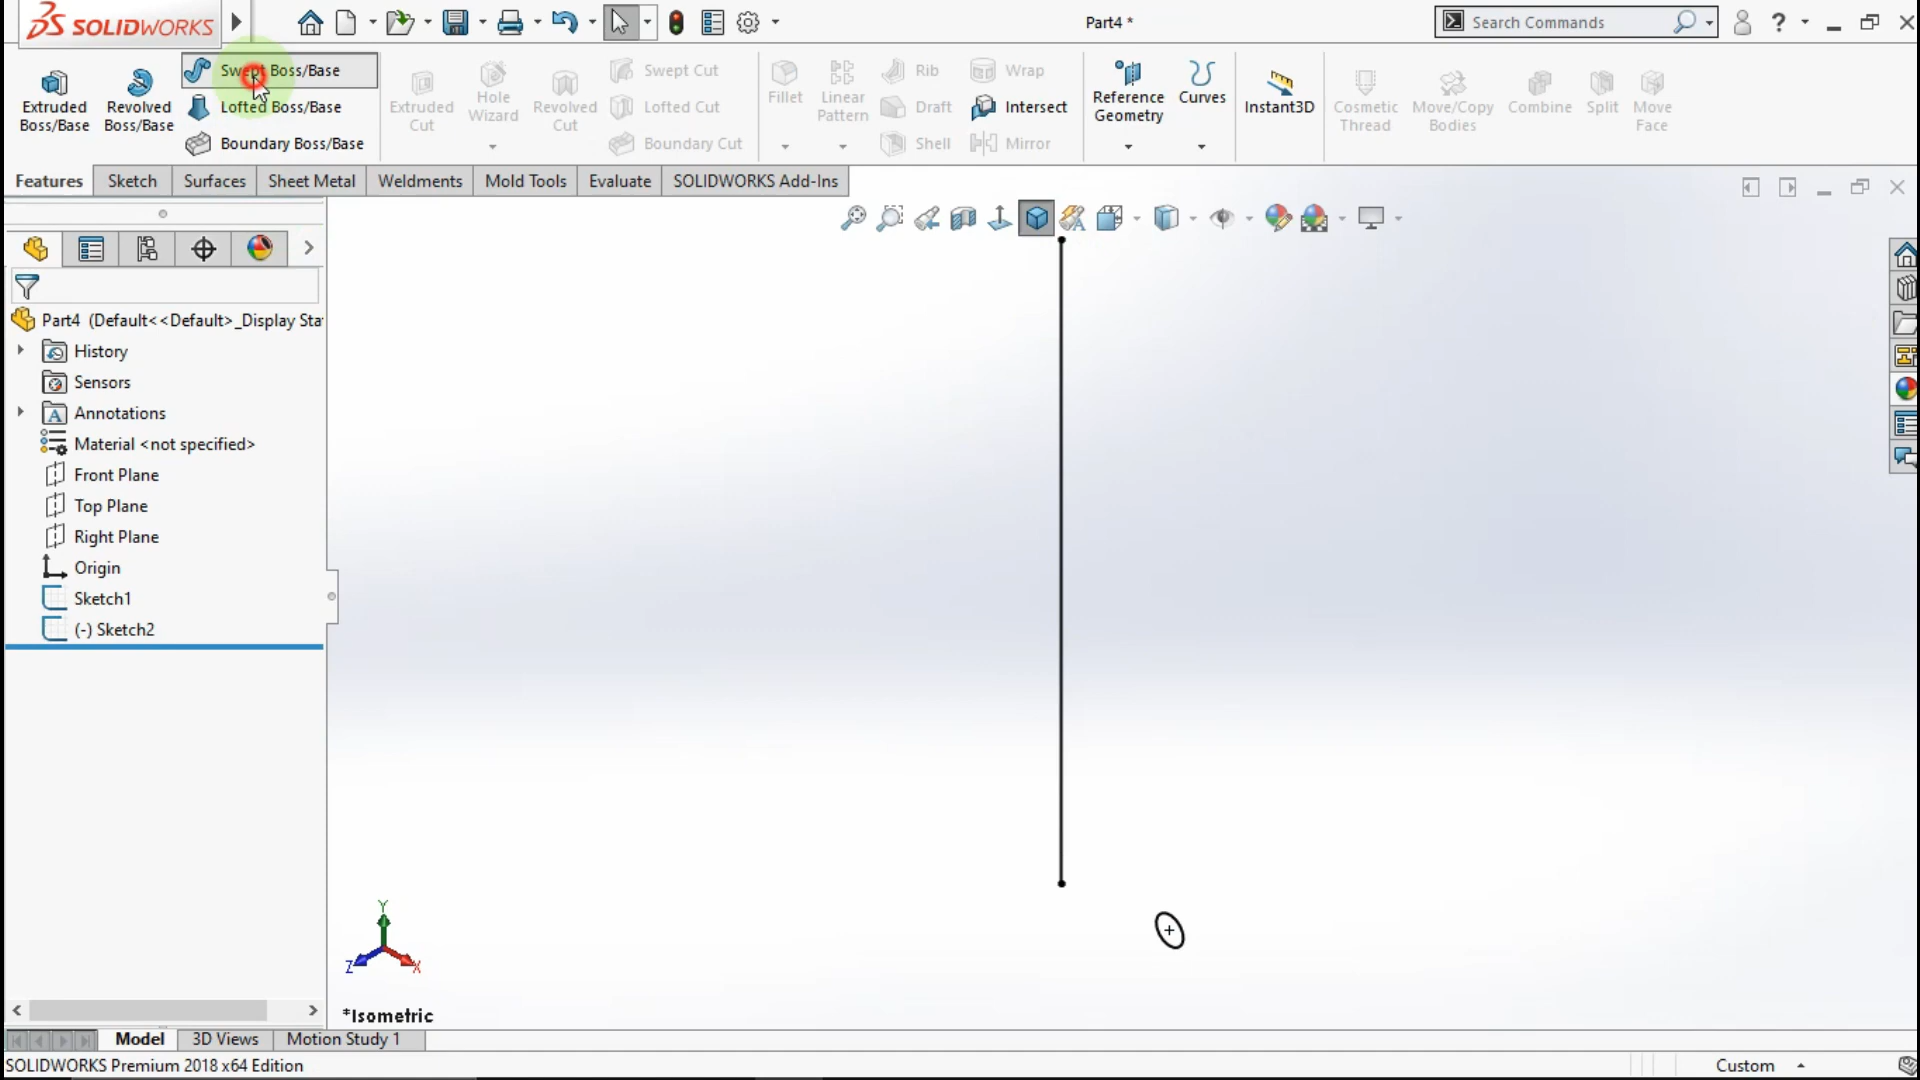 SOLIDWORKS
Part4 *
Search Commands
Extruded Boss/Base
Revolved Boss/Base
Swept Boss/Base
Lofted Boss/Base
Boundary Boss/Base
Extruded Cut
Hole Wizard
Revolved Cut
Swept Cut
Lofted Cut
Boundary Cut
Fillet
Linear Pattern
Rib
Draft
Shell
Wrap
Intersect
Mirror
Reference Geometry
Curves
Instant3D
Cosmetic Thread
Move/Copy Bodies
Combine
Split
Move Face
Features
Sketch
Surfaces
Sheet Metal
Weldments
Mold Tools
Evaluate
SOLIDWORKS Add-Ins
Part4 (Default<<Default>_Display Sta
History
Sensors
Annotations
Material <not specified>
Front Plane
Top Plane
Right Plane
Origin
Sketch1
(-) Sketch2
Y
Z
X
*Isometric
Model
3D Views
Motion Study 1
SOLIDWORKS Premium 2018 x64 Edition
Custom